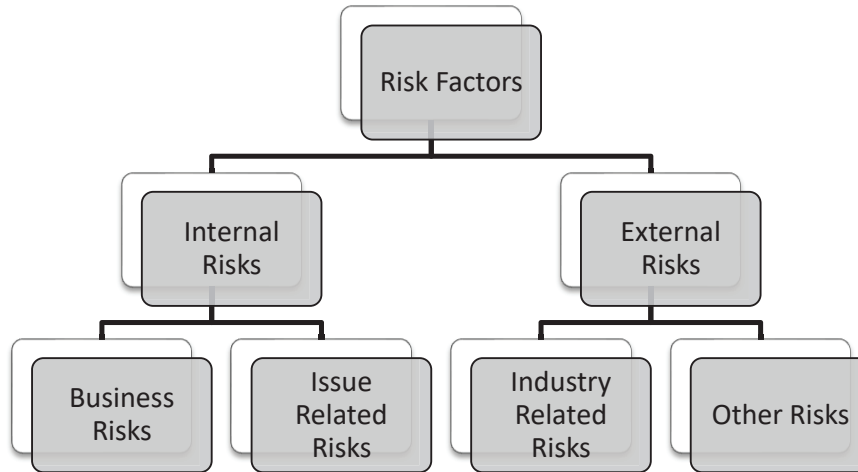 Risk Factors
Internal
Risks
External
Risks
Business
Risks
Issue
Related
Risks
Industry
Related
Risks
Other Risks